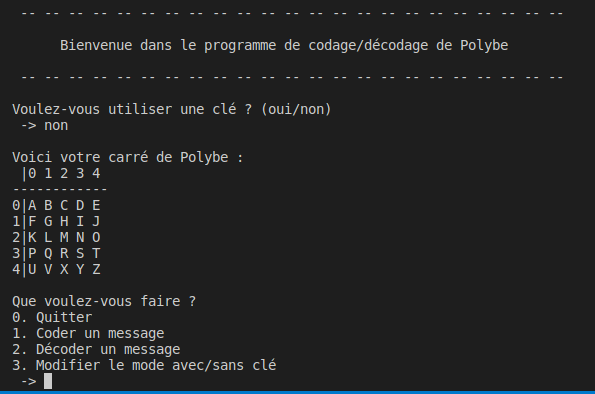 -- -- -- -- -- -- -- -- -- -- -- -- -- -- -- -- -- -- -- -- -- -- --
Bienvenue dans le programme de codage/décodage de Polybe
-- -- -- -- -- -- -- -- -- -- -- -- -- -- -- -- -- -- -- -- -- -- --
Voulez-vous utiliser une clé ? (oui/non)
-> non
Voici votre carré de Polybe :
|0 1 2 3 4
------------
0|A B C D E
1|F G H I J
2|K L M N O
3|P Q R S T
4|U V X Y Z
Que voulez-vous faire ?
0. Quitter
1. Coder un message
2. Décoder un message
3. Modifier le mode avec/sans clé
->